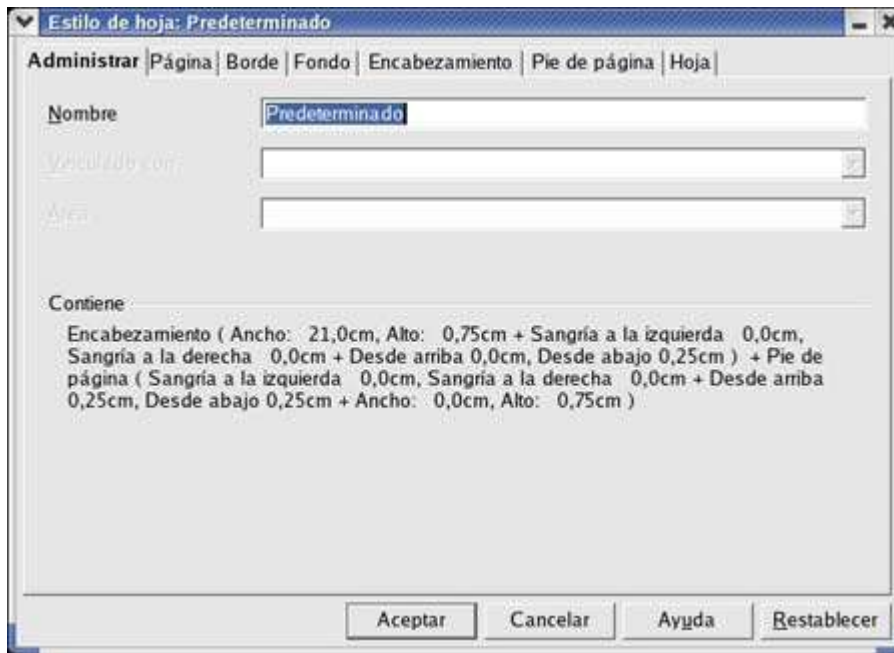 Estilo de hoja: Predeterminado
Administrar Página Borde Fondo Encabezamiento Pie de página Hoja
Nombre Predeterminado
Vinculado con
Área
Contiene
Encabezamiento ( Ancho: 21,0cm, Alto: 0,75cm + Sangría a la izquierda 0,0cm,
Sangría a la derecha 0,0cm + Desde arriba 0,0cm, Desde abajo 0,25cm ) + Pie de
página ( Sangría a la izquierda 0,0cm, Sangría a la derecha 0,0cm + Desde arriba
0,25cm, Desde abajo 0,25cm + Ancho: 0,0cm, Alto: 0,75cm )
Aceptar Cancelar Ayuda Restablecer